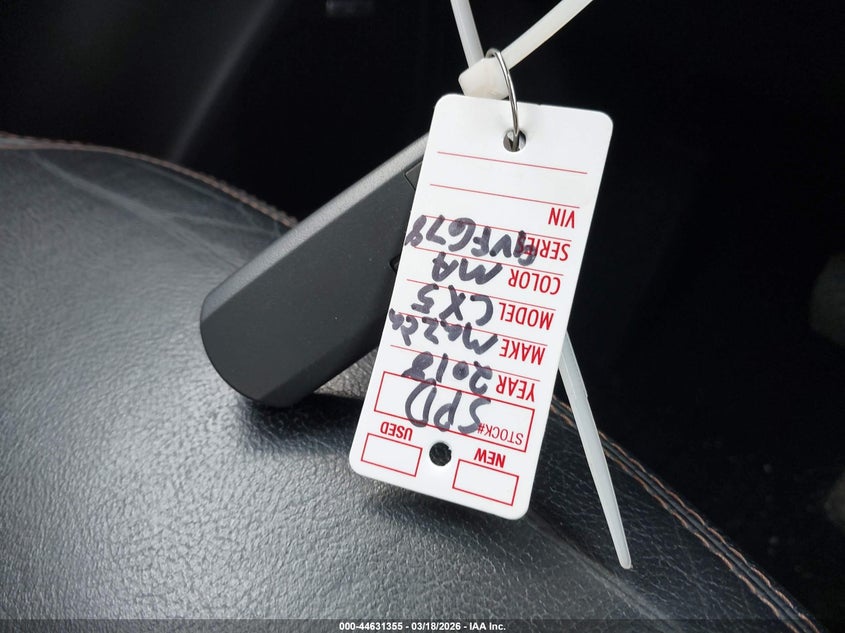 NEW USED
STOCK# SPD
YEAR 2018
MAKE Mazda
MODEL CX5
COLOR MA
SERIES
VIN
000-44631355 - 03/18/2026 - IAA Inc.